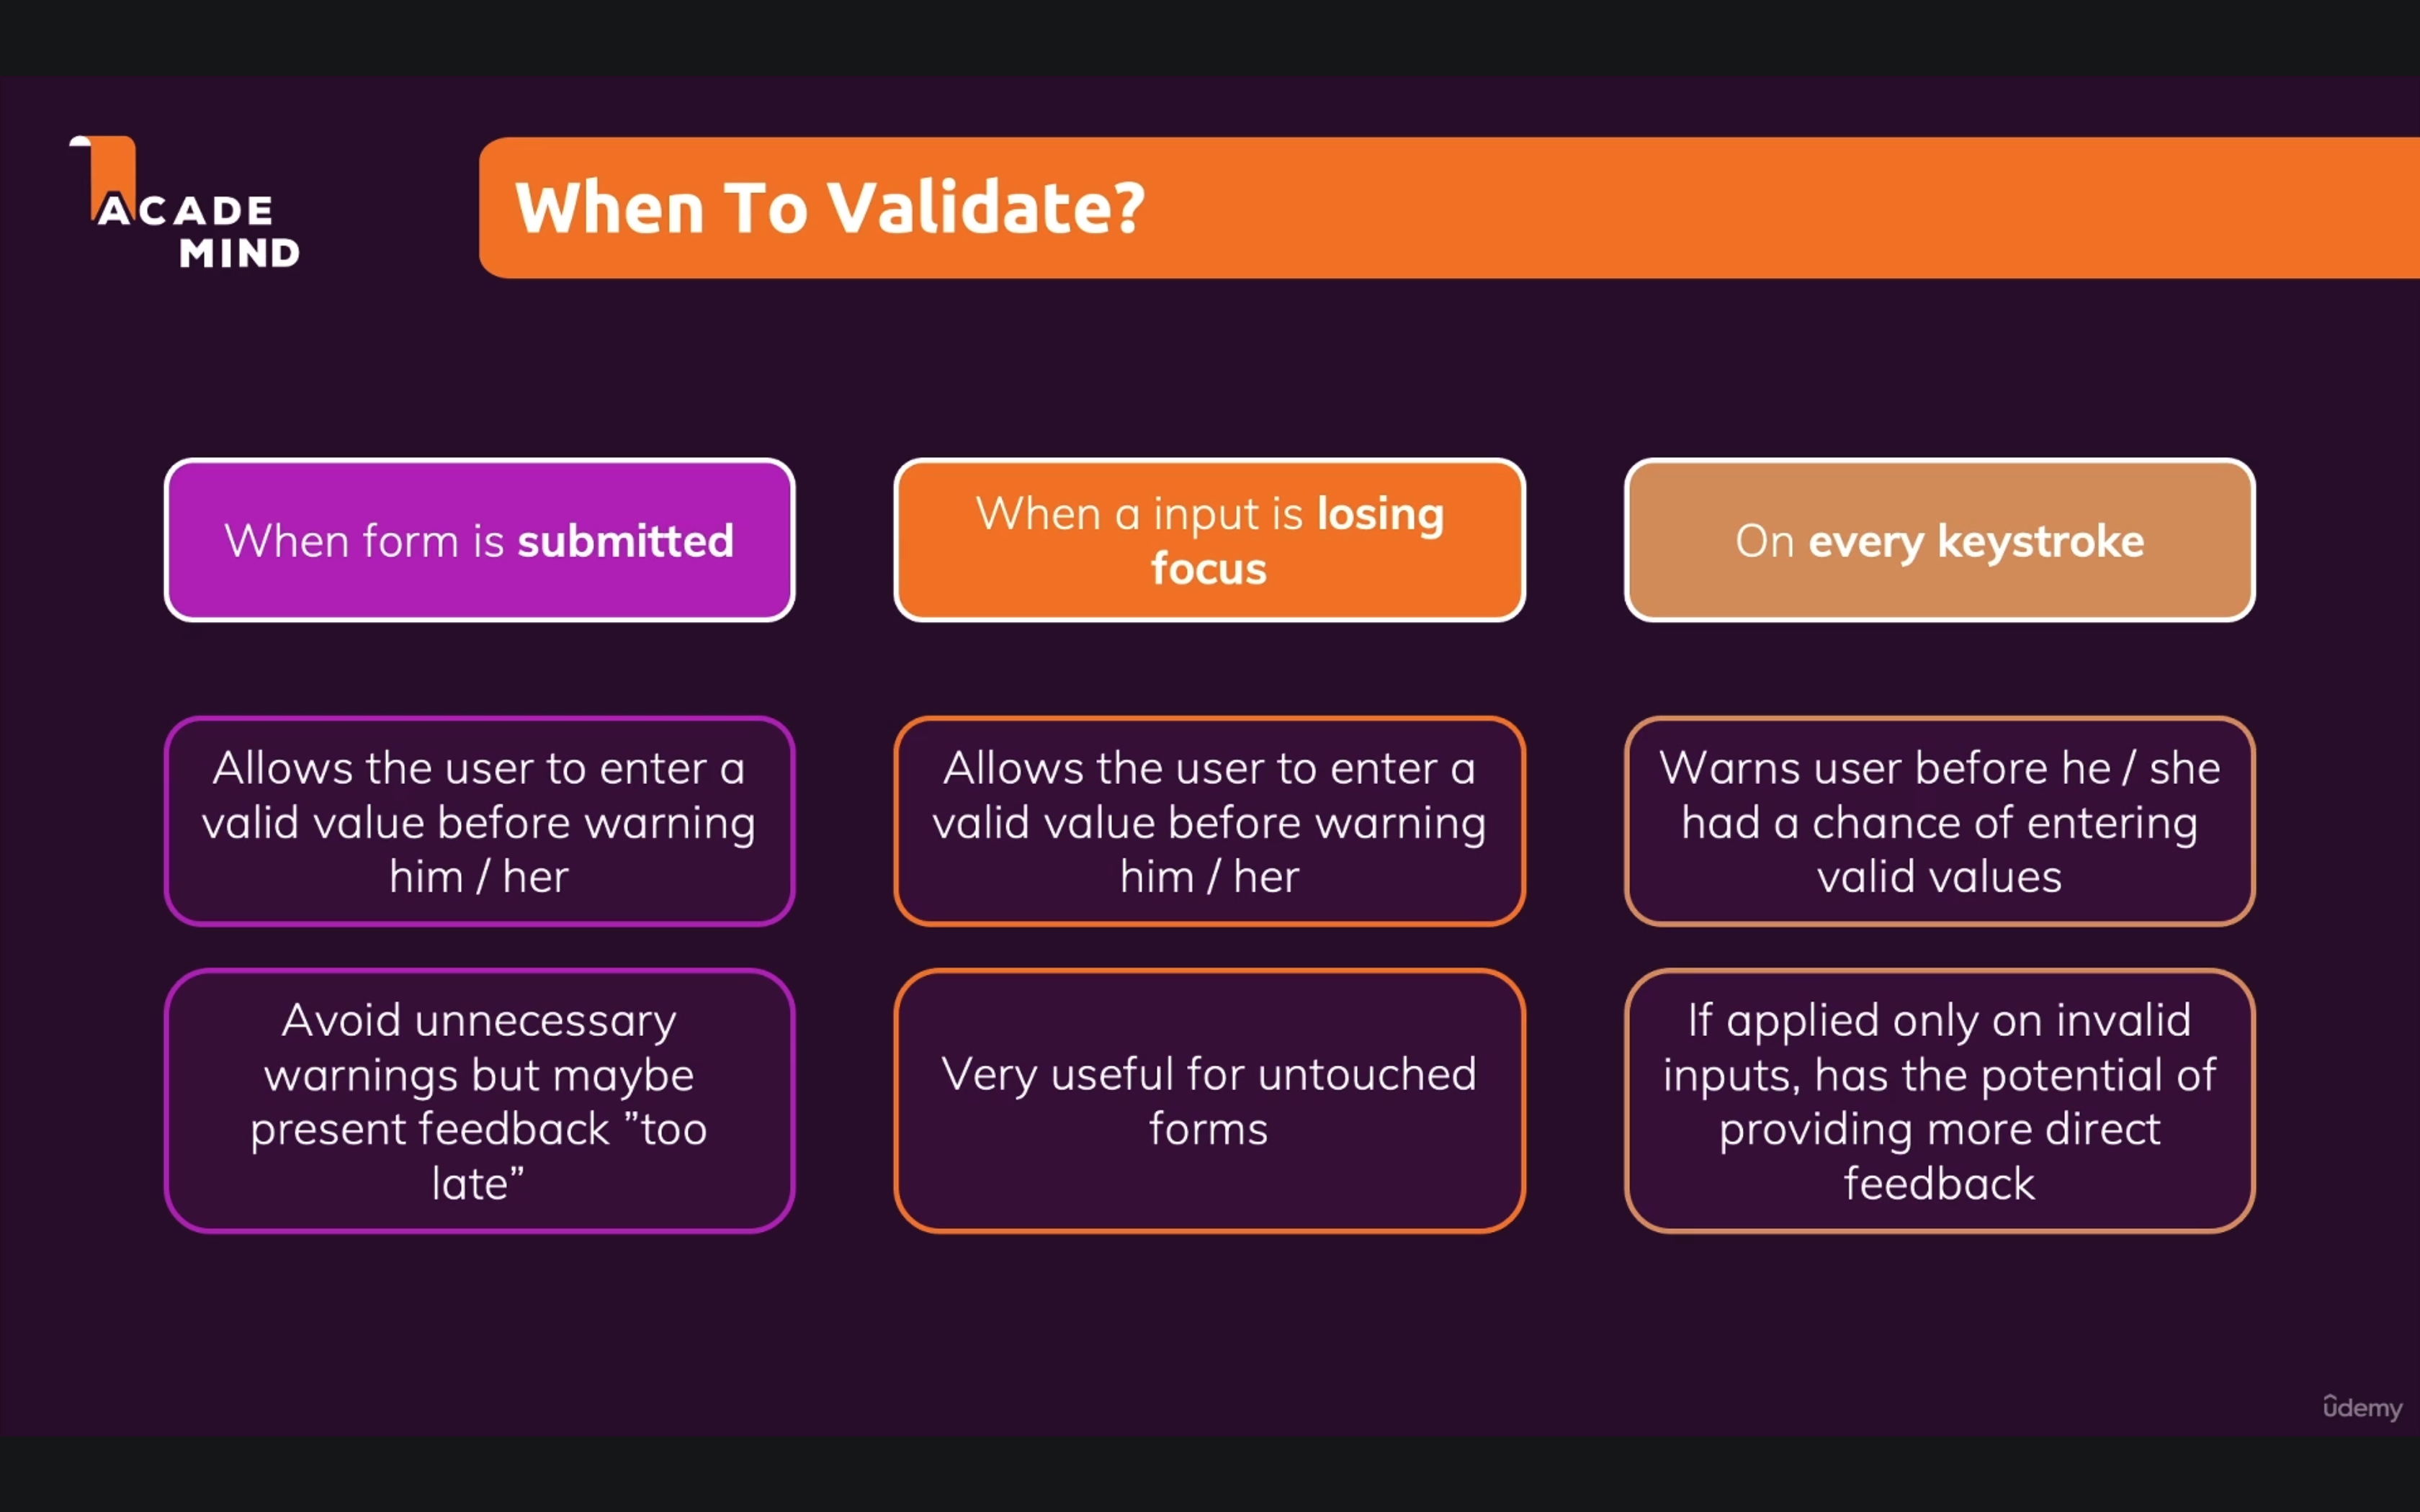 ACADE
MIND
When To Validate?
When form is submitted
When a input is losing
focus
On every keystroke
Allows the user to enter a
valid value before warning
him / her
Allows the user to enter a
valid value before warning
him / her
Warns user before he / she
had a chance of entering
valid values
Avoid unnecessary
warnings but maybe
present feedback ”too
late”
Very useful for untouched
forms
If applied only on invalid
inputs, has the potential of
providing more direct
feedback
ûdemy